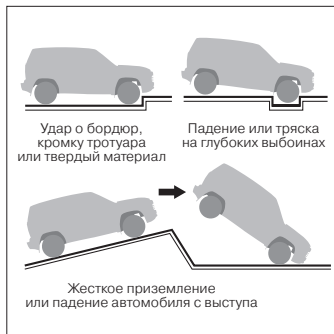 Удар о бордюр,
кромку тротуара
или твердый материал
Падение или тряска
на глубоких выбоинах
Жесткое приземление
или падение автомобиля с выступа